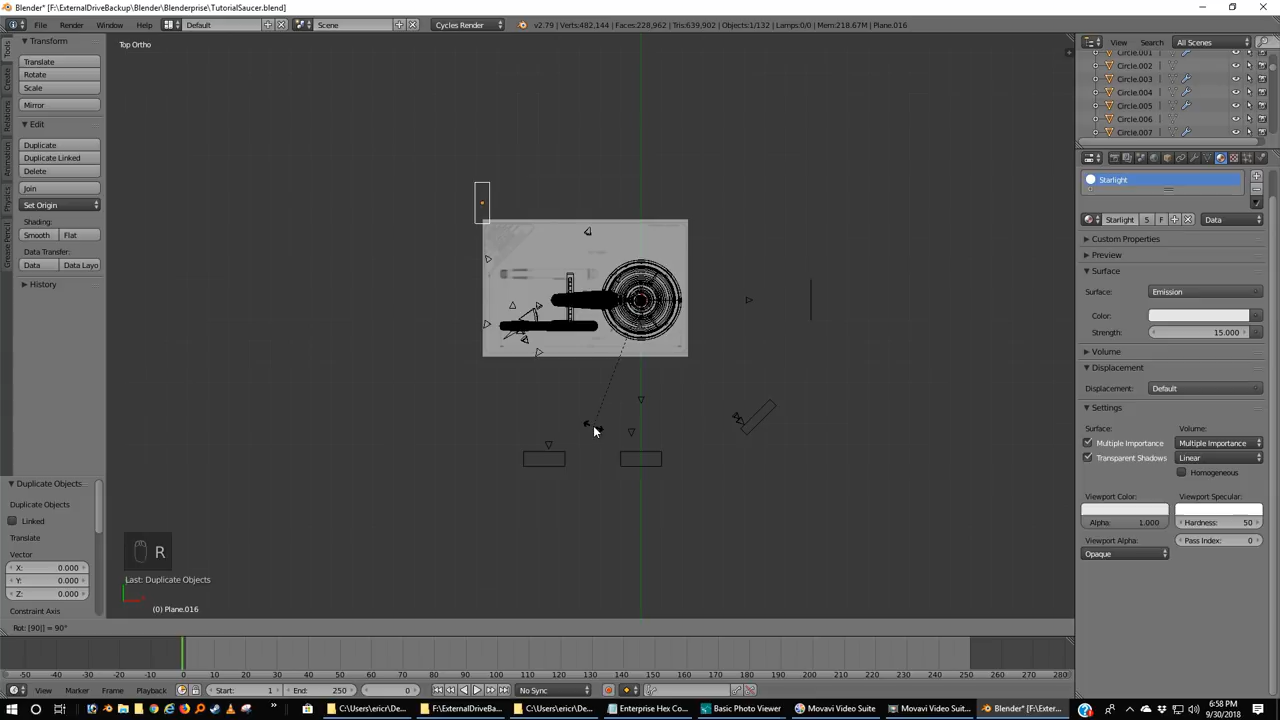 Blender* [F:\ExternalDriveBackup\Blender\Blenderprise\TutorialSaucer.blend]
File Render Window Help Default Scene Cycles Render v2.79 | Verts:482,144 | Faces:228,962 | Tris:639,902 | Objects:1/132 | Lamps:0/0 | Mem:218.67M | Plane.016
View Search All Scenes
Tools
Create
Relations
Animation
Physics
Grease Pencil
Transform
Translate
Rotate
Scale
Mirror
Edit
Duplicate
Duplicate Linked
Delete
Join
Set Origin
Shading:
Smooth Flat
Data Transfer:
Data Data Layo
History
Duplicate Objects
Duplicate Objects
Linked
Translate
Vector
X: 0.000
Y: 0.000
Z: 0.000
Constraint Axis
Top Ortho
R
Last: Duplicate Objects
(0) Plane.016
Rot: [90|] = 90°
Circle.001
Circle.002
Circle.003
Circle.004
Circle.005
Circle.006
Circle.007
Starlight
Starlight 5 F Data
Custom Properties
Preview
Surface
Surface: Emission
Color:
Strength: 15.000
Volume
Displacement
Displacement: Default
Settings
Surface: Volume:
Multiple Importance Multiple Importance
Transparent Shadows Linear
Homogeneous
Viewport Color: Viewport Specular:
Alpha: 1.000 Hardness: 50
Viewport Alpha: Pass Index: 0
Opaque
-50 -40 -30 -20 -10 0 10 20 30 40 50 60 70 80 90 100 110 120 130 140 150 160 170 180 190 200 210 220 230 240 250 260 270 280
View Marker Frame Playback Start: 1 End: 250 0 No Sync
C:\Users\ericr\De... F:\ExternalDriveBa... C:\Users\ericr\De... Enterprise Hex Co... Basic Photo Viewer Movavi Video Suite Movavi Video Suite... Blender* [F:\Exter...
6:58 PM
9/30/2018